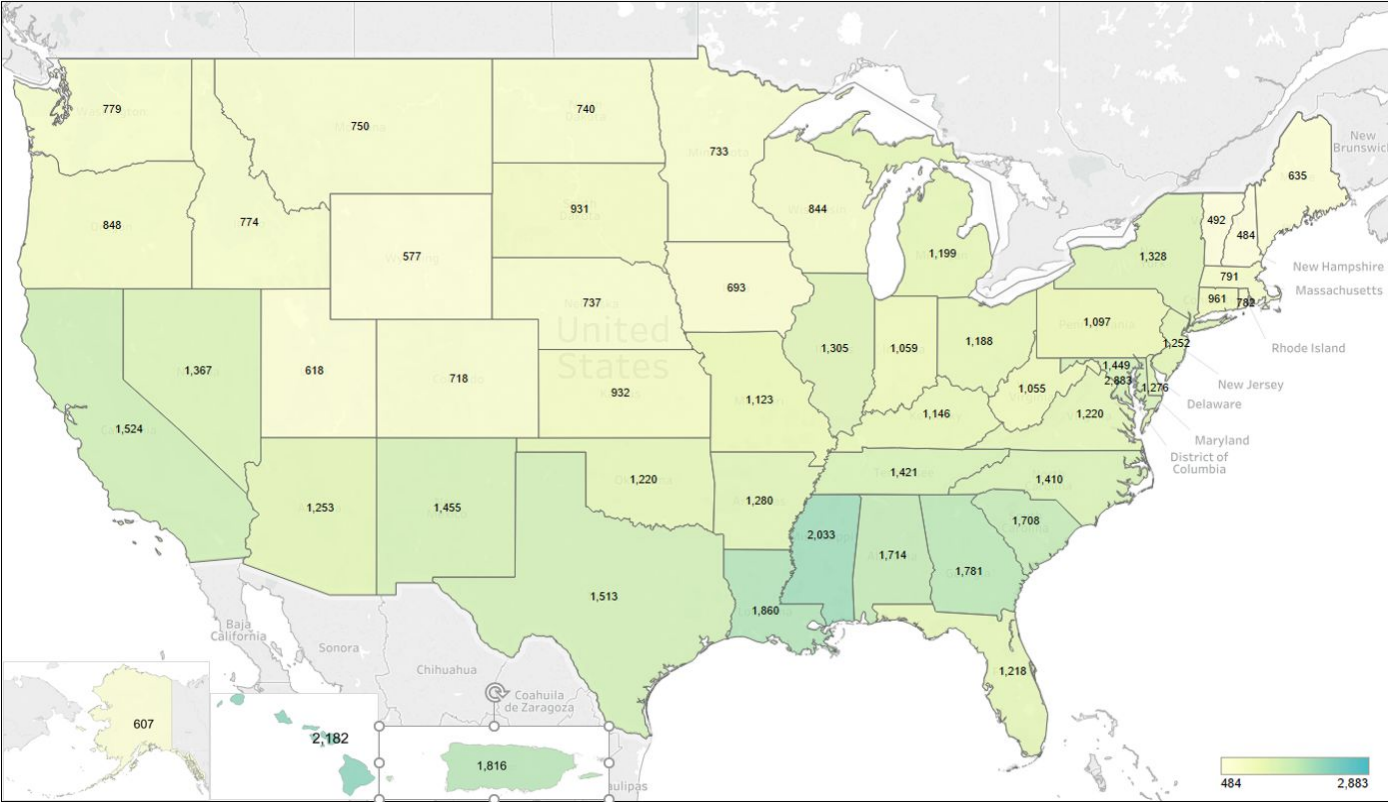 779
750
740
733
New
Brunswick
635
848
774
931
844
492
484
577
1,199
1,328
New Hampshire
791
Massachusetts
693
737
961
782
United
States
1,305
1,059
1,188
1,097
1,252
Rhode Island
1,367
618
718
932
1,449
2,883
1,276
New Jersey
Delaware
1,055
1,524
1,123
1,146
1,220
Maryland
District of
Columbia
1,253
1,455
1,220
1,280
1,421
1,410
2,033
1,714
1,708
1,781
1,513
1,860
Baja
California
Sonora
Chihuahua
Coahuila
de Zaragoza
1,218
607
2,182
1,816
ulipas
484
2,883